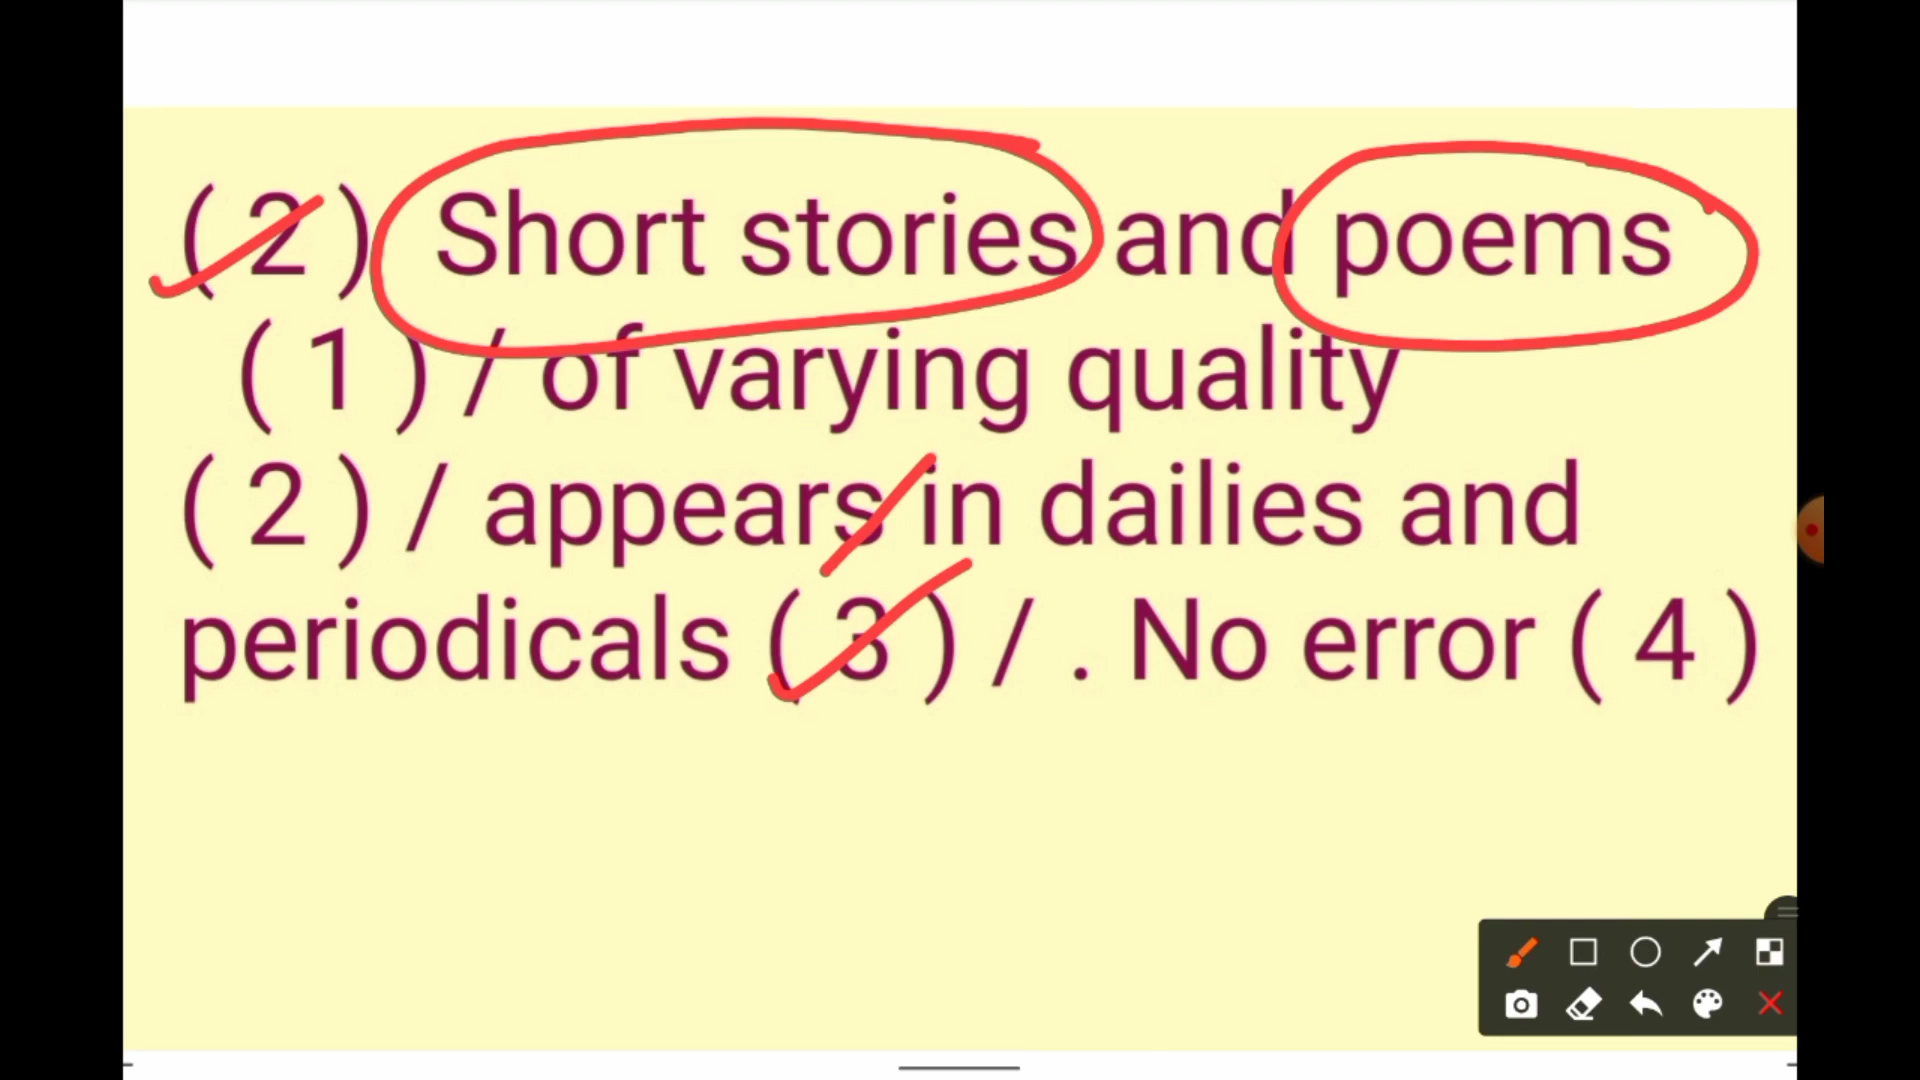 ( 2 ) Short stories and poems
( 1 ) / of varying quality
( 2 ) / appears in dailies and
periodicals ( 3 ) / . No error ( 4 )